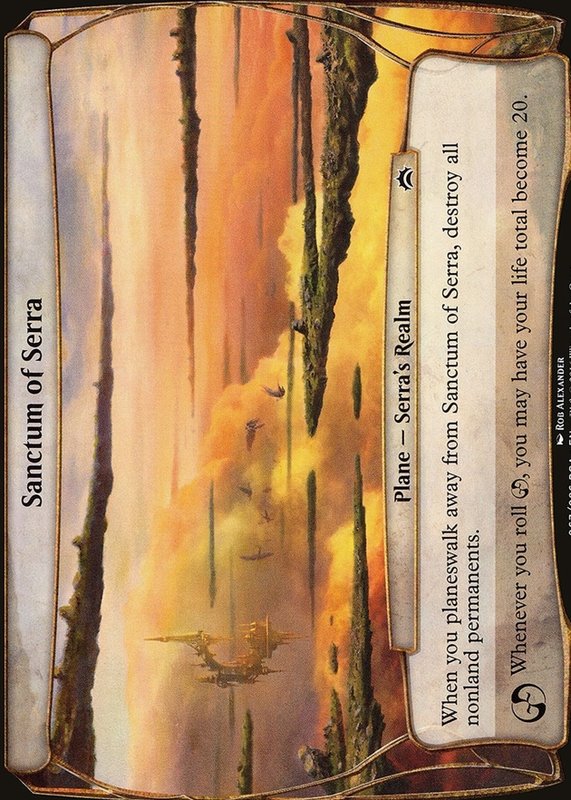 Sanctum of Serra
Plane — Serra's Realm
When you planeswalk away from Sanctum of Serra, destroy all
nonland permanents.
Whenever you roll , you may have your life total become 20.
Rob Alexander